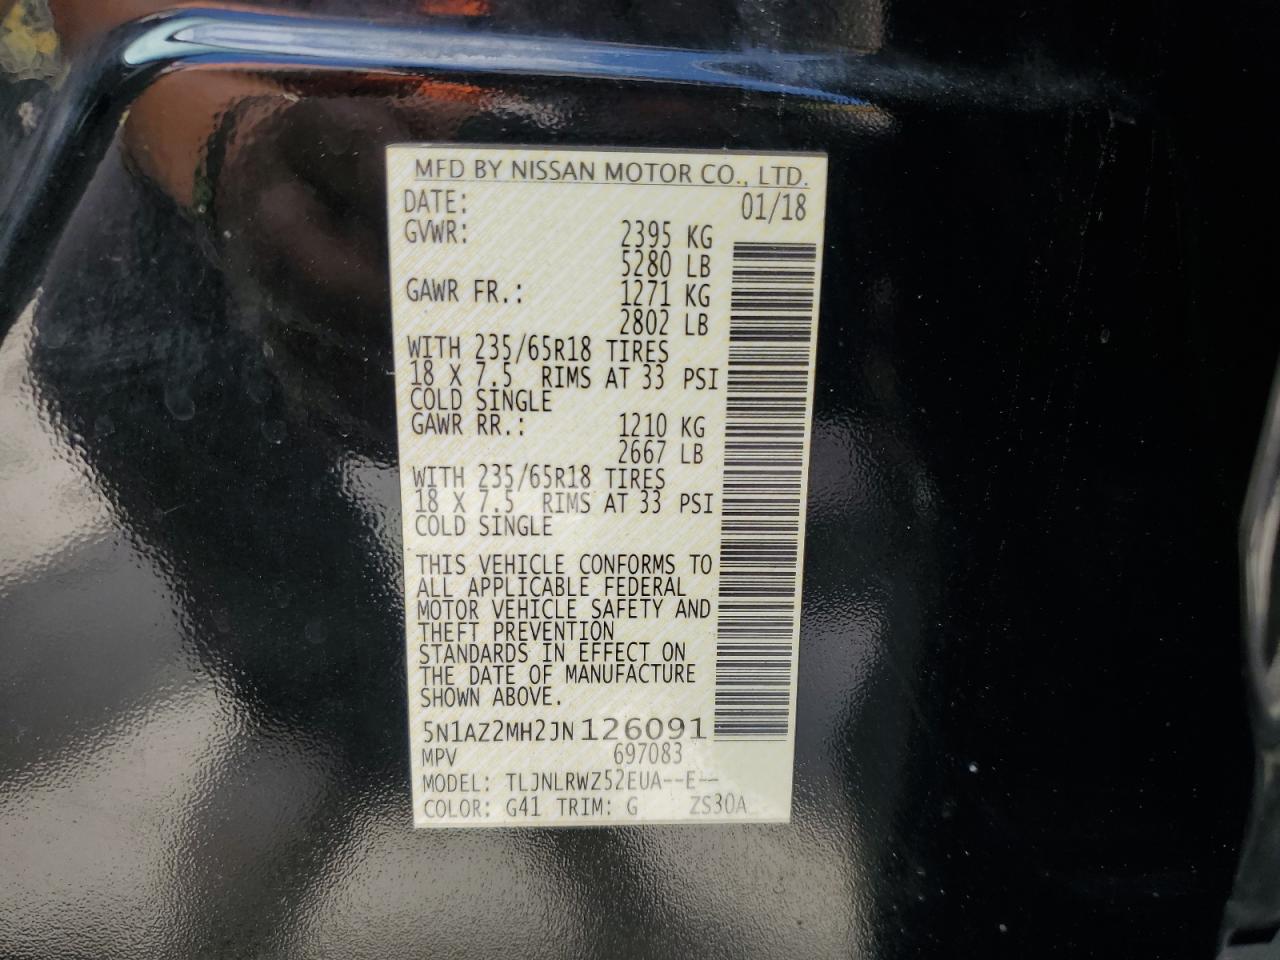 MFD BY NISSAN MOTOR CO., LTD.
DATE: 01/18
GVWR: 2395 KG
5280 LB
GAWR FR.: 1271 KG
2802 LB
WITH 235/65R18 TIRES
18 X 7.5 RIMS AT 33 PSI
COLD SINGLE
GAWR RR.: 1210 KG
2667 LB
WITH 235/65R18 TIRES
18 X 7.5 RIMS AT 33 PSI
COLD SINGLE
THIS VEHICLE CONFORMS TO
ALL APPLICABLE FEDERAL
MOTOR VEHICLE SAFETY AND
THEFT PREVENTION
STANDARDS IN EFFECT ON
THE DATE OF MANUFACTURE
SHOWN ABOVE.
5N1AZ2MH2JN126091
MPV 697083
MODEL: TLJNLRWZ52EUA--E--
COLOR: G41 TRIM: G ZS30A